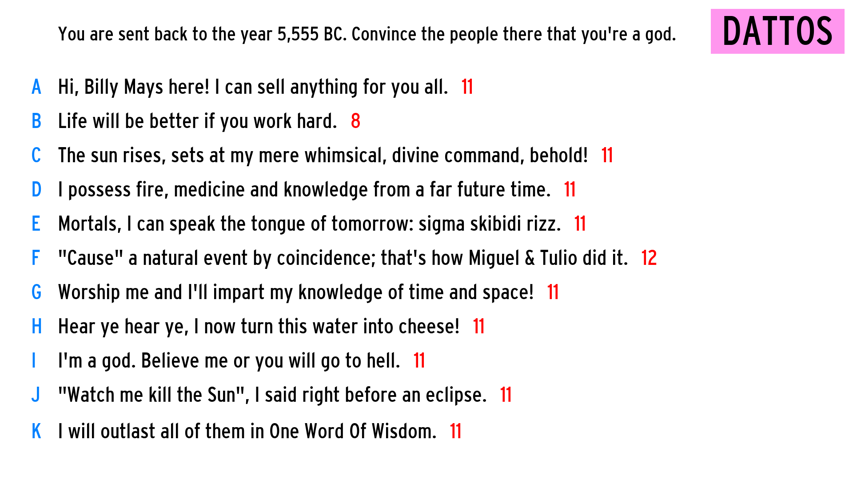 You are sent back to the year 5,555 BC. Convince the people there that you're a god.
DATTOS
A Hi, Billy Mays here! I can sell anything for you all. 11
B Life will be better if you work hard. 8
C The sun rises, sets at my mere whimsical, divine command, behold! 11
D I possess fire, medicine and knowledge from a far future time. 11
E Mortals, I can speak the tongue of tomorrow: sigma skibidi rizz. 11
F "Cause" a natural event by coincidence; that's how Miguel & Tulio did it. 12
G Worship me and I'll impart my knowledge of time and space! 11
H Hear ye hear ye, I now turn this water into cheese! 11
I I'm a god. Believe me or you will go to hell. 11
J "Watch me kill the Sun", I said right before an eclipse. 11
K I will outlast all of them in One Word Of Wisdom. 11